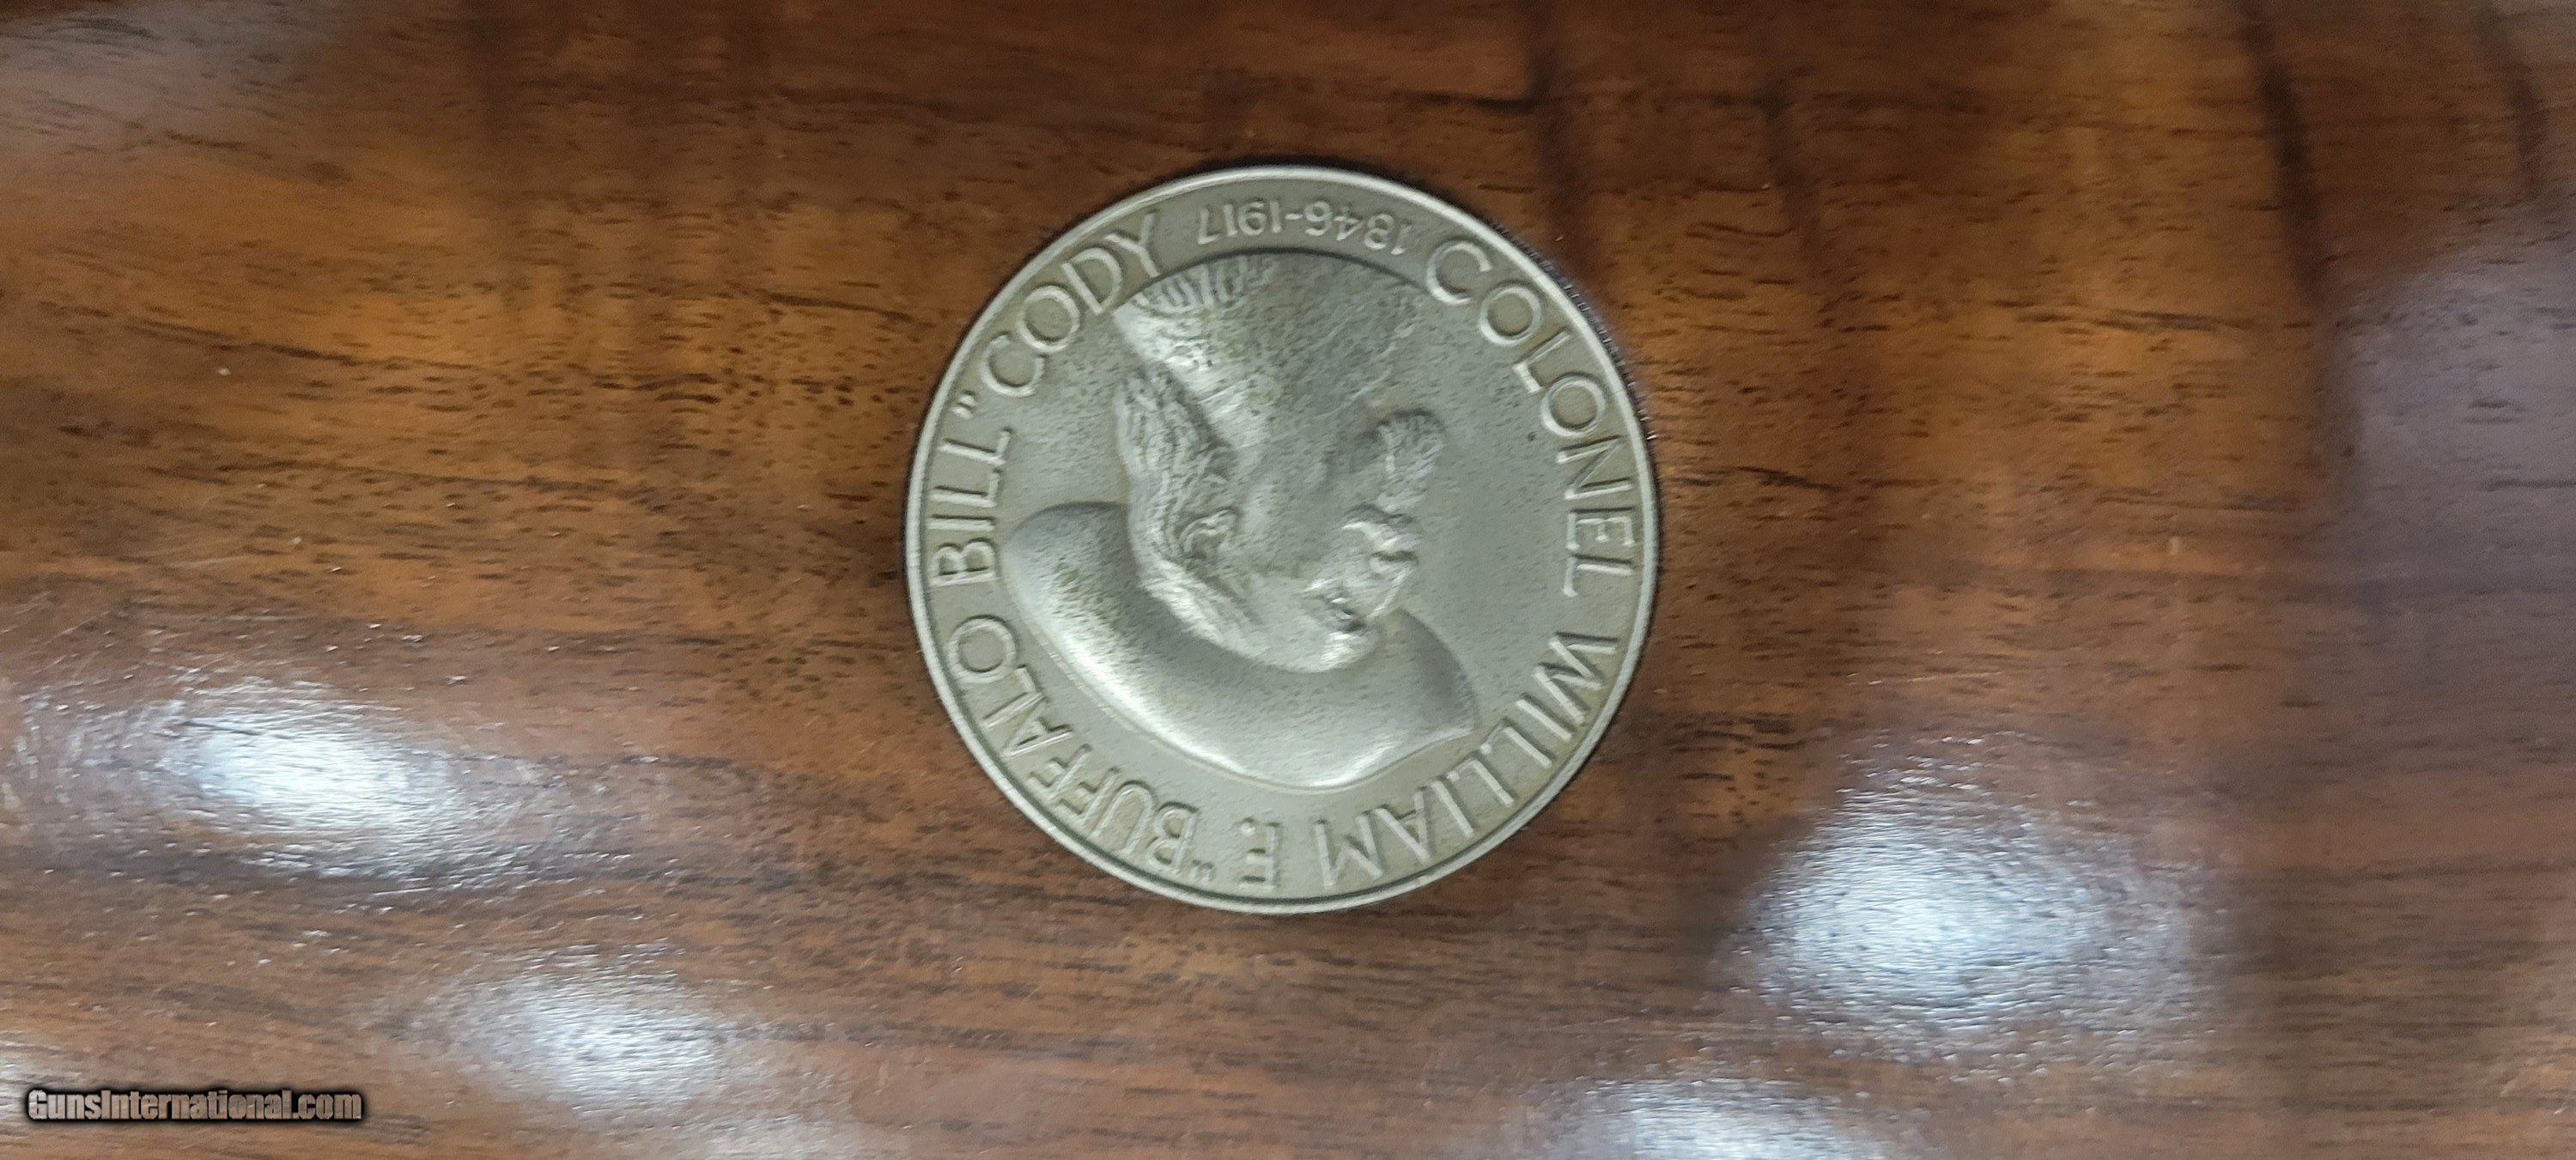 COLONEL WILLIAM F. "BUFFALO BILL" CODY
1846-1917
GunsInternational.com